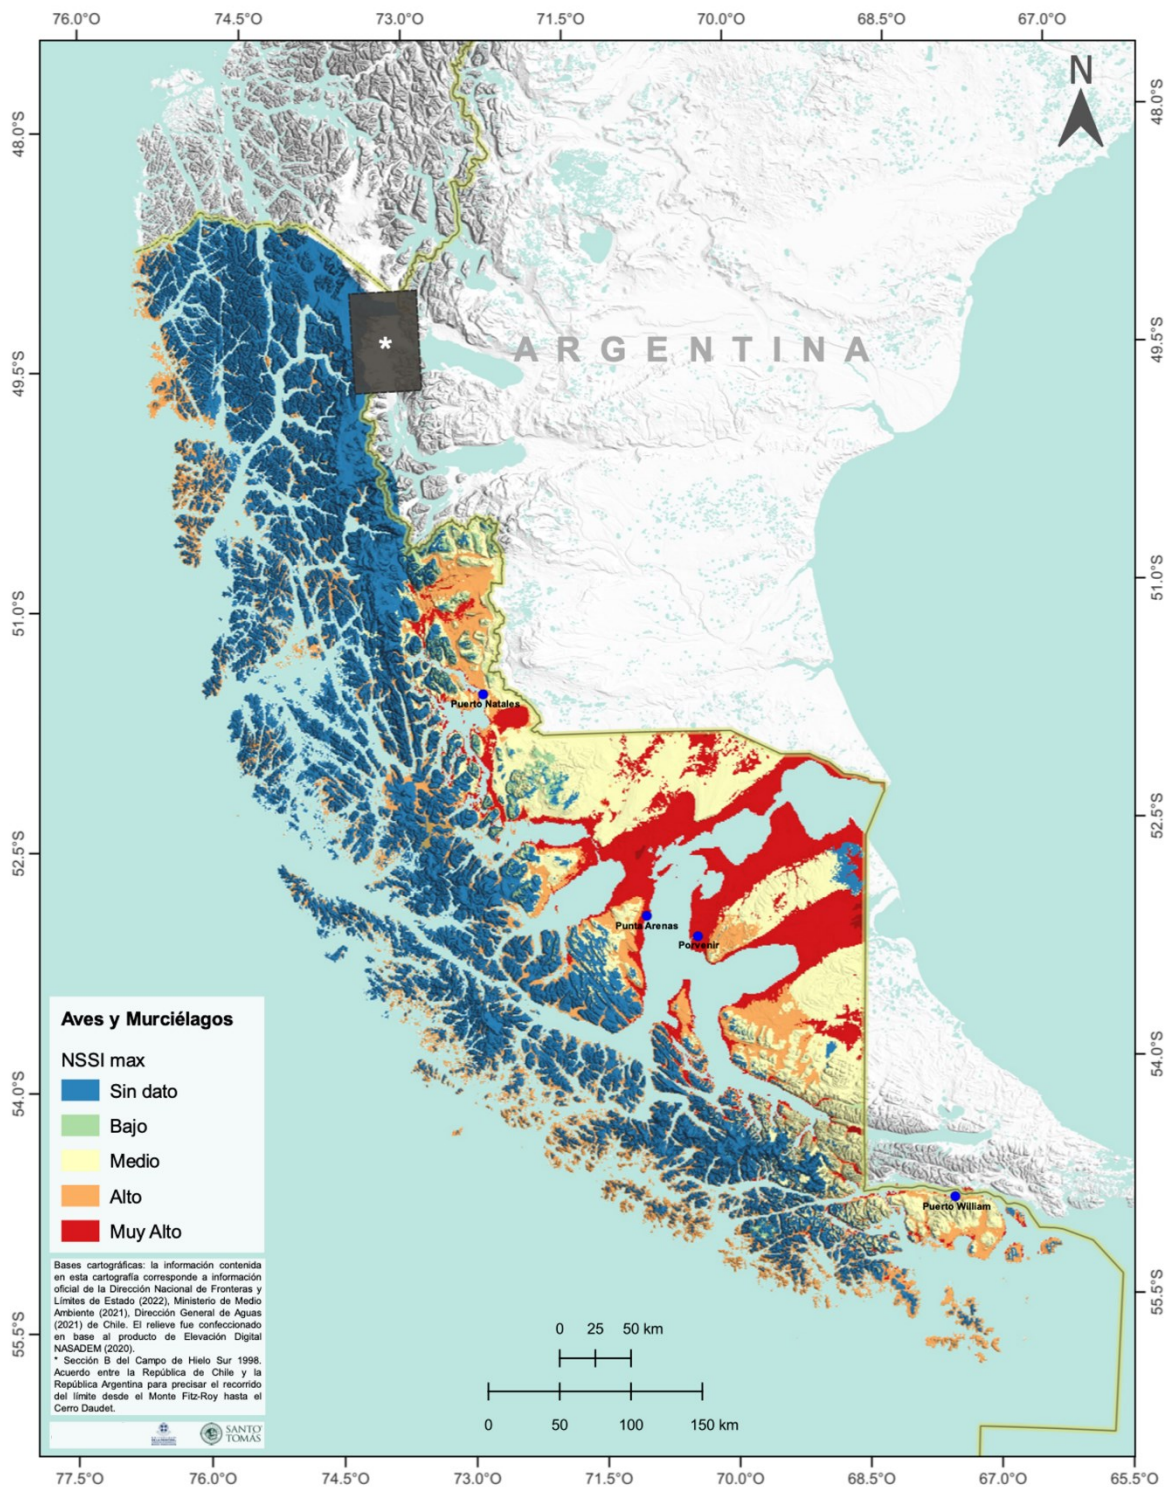 76.0°O 74.5°O 73.0°O 71.5°O 70.0°O 68.5°O 67.0°O
N
48.0°S
48.0°S
ARGENTINA
*
49.5°S
49.5°S
51.0°S
51.0°S
Puerto Natales
52.5°S
52.5°S
Punta Arenas
Porvenir
54.0°S
54.0°S
Puerto William
55.5°S
55.5°S
Aves y Murciélagos
NSSI max
Sin dato
Bajo
Medio
Alto
Muy Alto
Bases cartográficas: la información contenida
en esta cartografía corresponde a información
oficial de la Dirección Nacional de Fronteras y
Límites de Estado (2022), Ministerio de Medio
Ambiente (2021), Dirección General de Aguas
(2021) de Chile. El relieve fue confeccionado
en base al producto de Elevación Digital
NASADEM (2020).
* Sección B del Campo de Hielo Sur 1998.
Acuerdo entre la República de Chile y la
República Argentina para precisar el recorrido
del límite desde el Monte Fitz-Roy hasta el
Cerro Daudet.
SANTO
TOMÁS
0 25 50 km
0 50 100 150 km
77.5°O 76.0°O 74.5°O 73.0°O 71.5°O 70.0°O 68.5°O 67.0°O 65.5°O